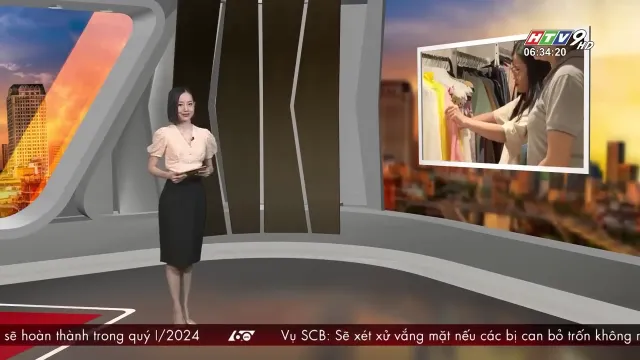 HTV9 HD
06:34:20
sẽ hoàn thành trong quý I/2024 60 Vụ SCB: Sẽ xét xử vắng mặt nếu các bị can bỏ trốn không